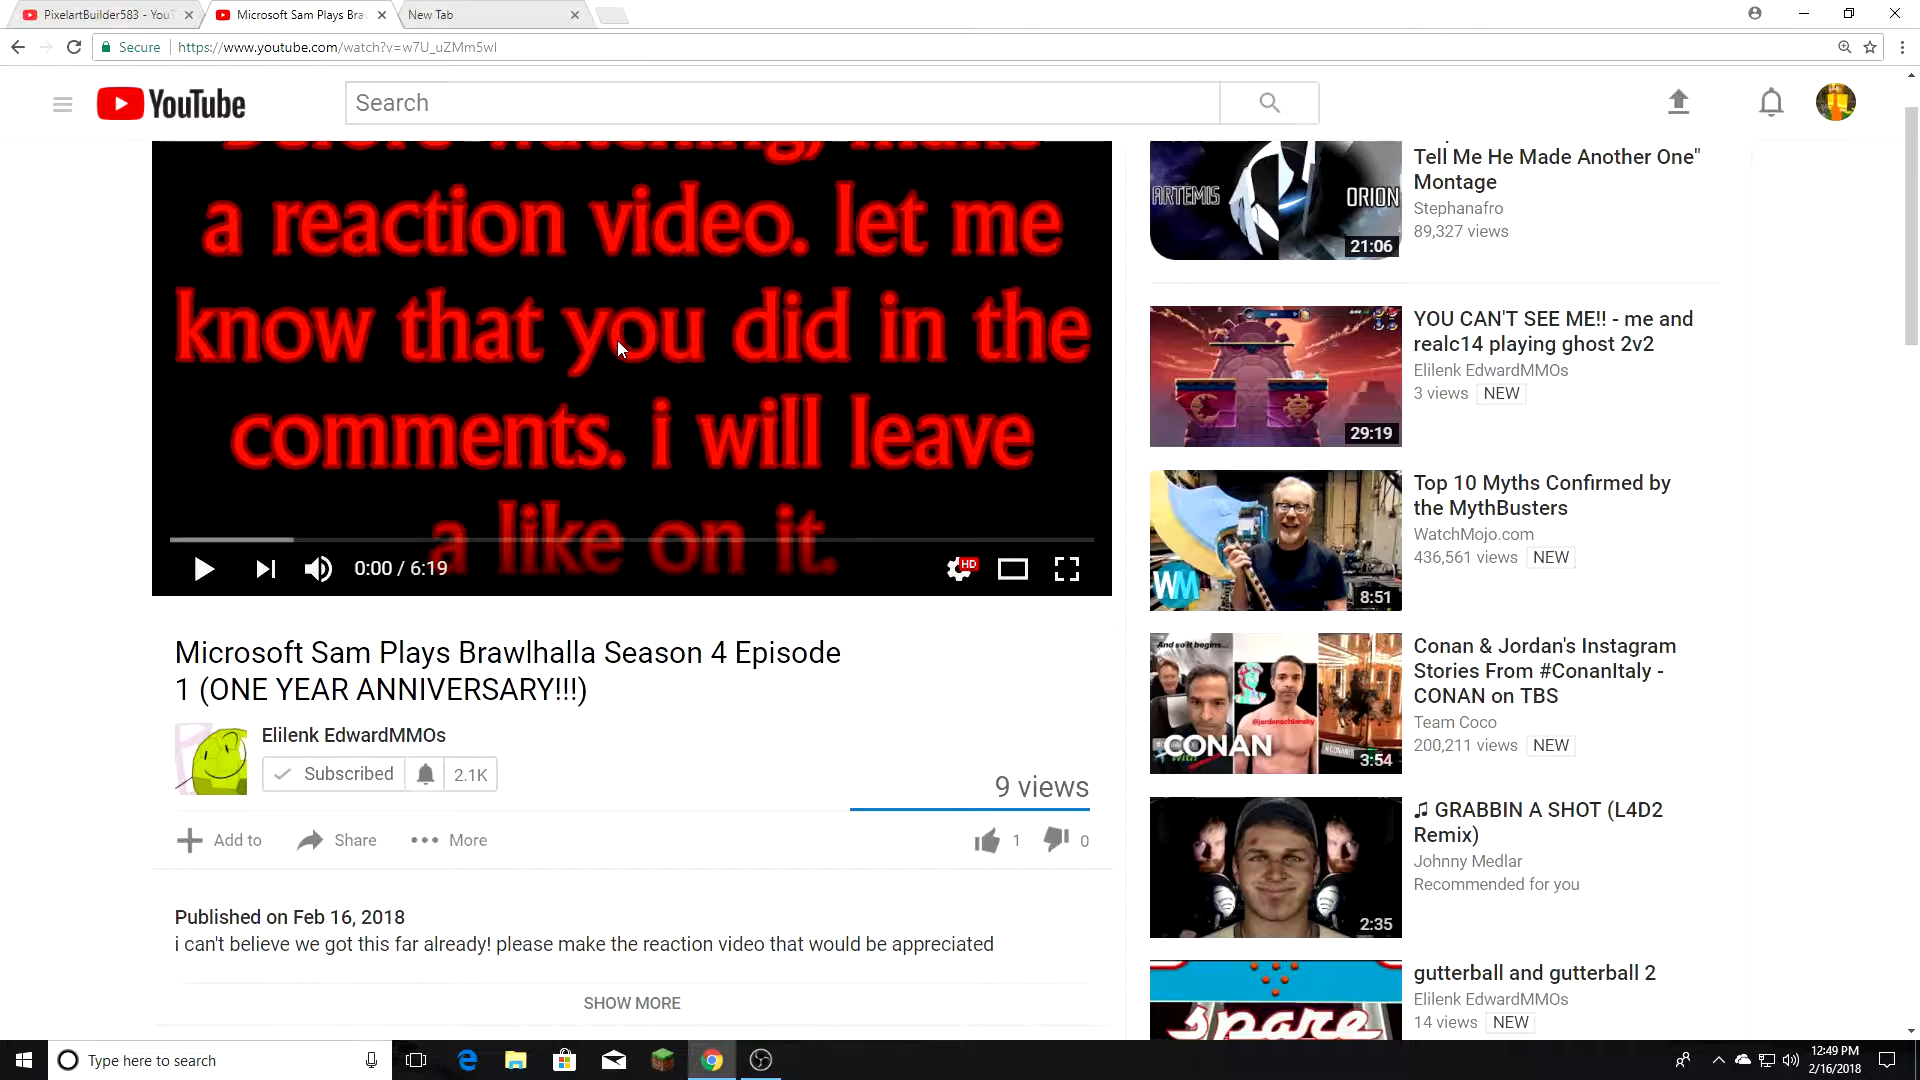 PixelartBuilder583 - YouT
Microsoft Sam Plays Bra
New Tab
Secure
https://www.youtube.com/watch?v=w7U_uZMm5wI
YouTube
Search
a reaction video. let me
know that you did in the
comments. i will leave
a like on it.
0:00 / 6:19
HD
Microsoft Sam Plays Brawlhalla Season 4 Episode
1 (ONE YEAR ANNIVERSARY!!!)
Elilenk EdwardMMOs
Subscribed
2.1K
9 views
Add to
Share
More
1
0
Published on Feb 16, 2018
i can't believe we got this far already! please make the reaction video that would be appreciated
SHOW MORE
ARTEMIS
ORION
21:06
Tell Me He Made Another One"
Montage
Stephanafro
89,327 views
29:19
YOU CAN'T SEE ME!! - me and
realc14 playing ghost 2v2
Elilenk EdwardMMOs
3 views NEW
WM
8:51
Top 10 Myths Confirmed by
the MythBusters
WatchMojo.com
436,561 views NEW
And so it begins...
@jordanschlansky
CONAN
3:54
Conan & Jordan's Instagram
Stories From #ConanItaly -
CONAN on TBS
Team Coco
200,211 views NEW
2:35
♫ GRABBIN A SHOT (L4D2
Remix)
Johnny Medlar
Recommended for you
spare
gutterball and gutterball 2
Elilenk EdwardMMOs
14 views NEW
Type here to search
12:49 PM
2/16/2018